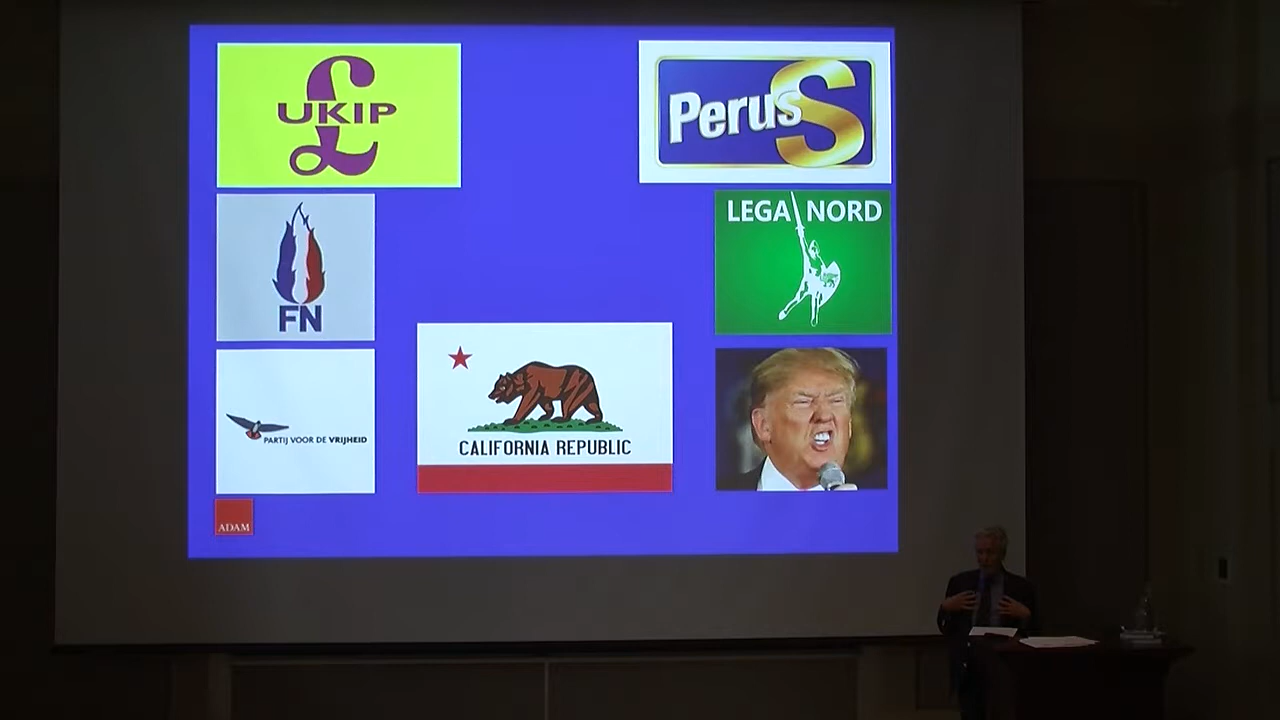 £
UKIP
PerusS
FN
LEGA NORD
PARTIJ VOOR DE VRIJHEID
CALIFORNIA REPUBLIC
ADAM